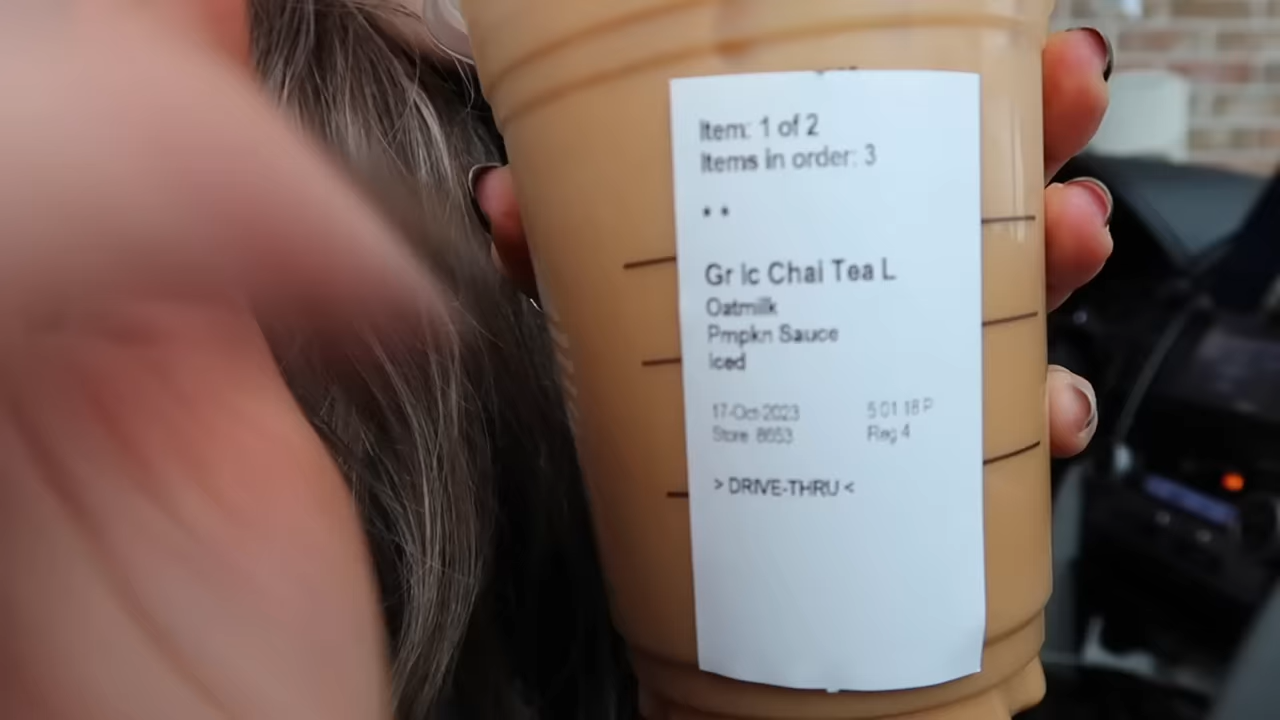 Item: 1 of 2
Items in order: 3
* *
Gr Ic Chai Tea L
Oatmilk
Pmpkn Sauce
Iced
17-Oct-2023 5:01:18 P
Store 8653 Reg 4
> DRIVE-THRU <